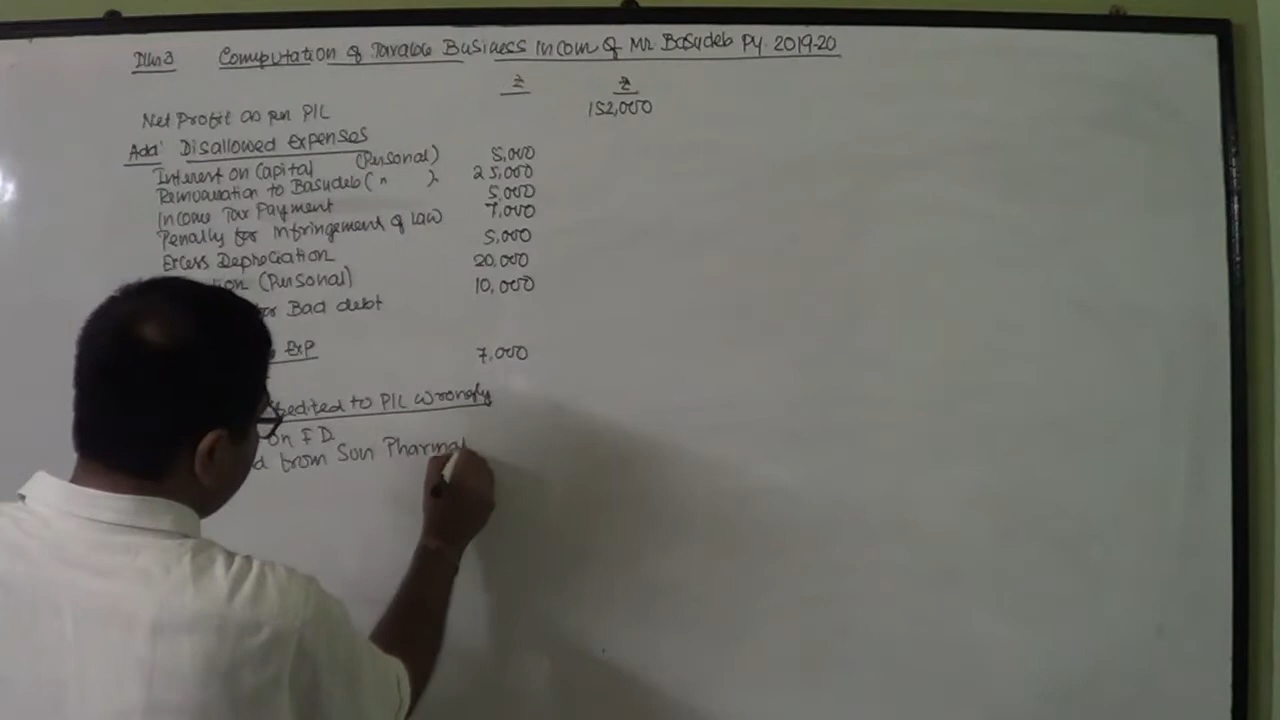 Illus 3 Computation of Taxable Business Incom of Mr Basudeb PY 2019-20
₹ ₹
Net Profit as per P/L 152,000
Add: Disallowed Expenses
Interest on Capital (Personal) 5,000
Remuneration to Basudeb ( " ) 25,000
Income Tax Payment 5,000
Penalty for Infringement of Law 7,000
Excess Depreciation 5,000
(Personal) 20,000
Bad debt 10,000
Exp 7,000
to P/L wrongly
on FD
from Sun Pharma